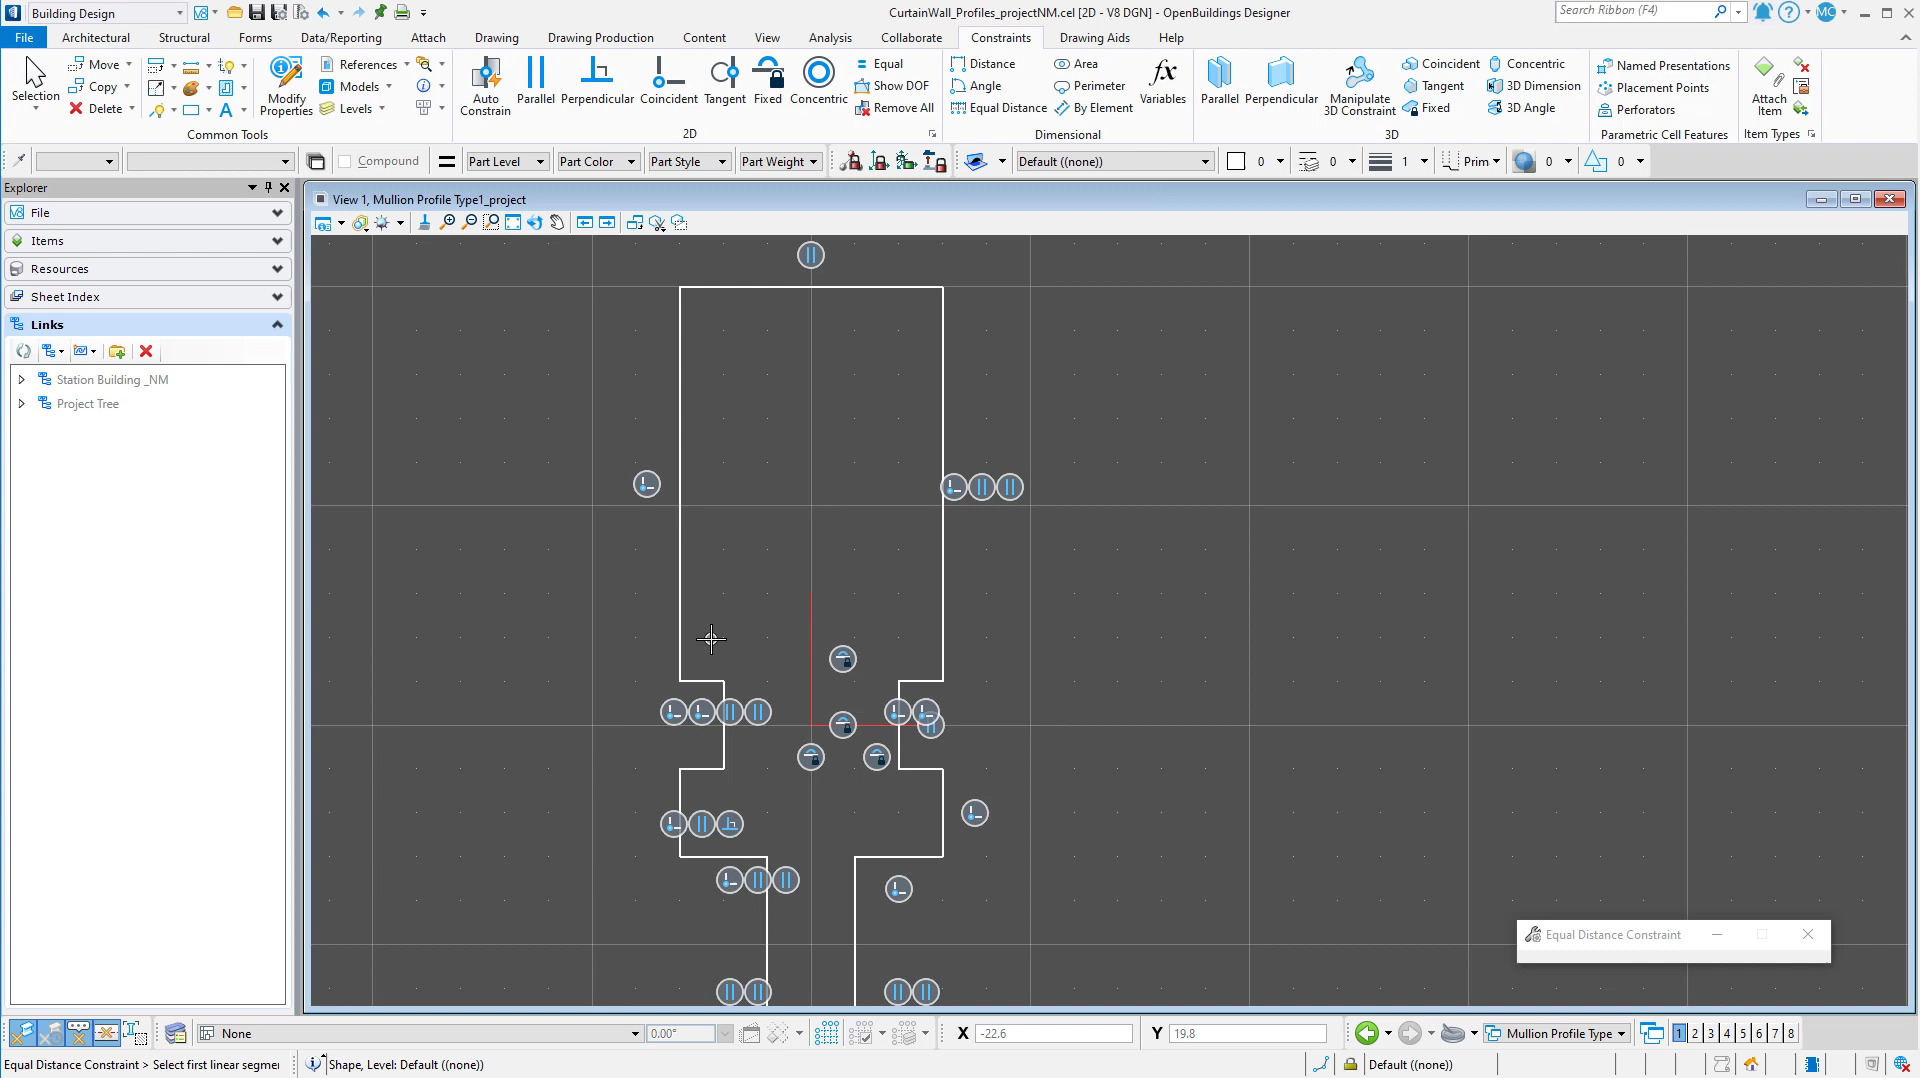 Building Design
CurtainWall_Profiles_projectNM.cel [2D - V8 DGN] - OpenBuildings Designer
Search Ribbon (F4)
MC
File
Architectural
Structural
Forms
Data/Reporting
Attach
Drawing
Drawing Production
Content
View
Analysis
Collaborate
Constraints
Drawing Aids
Help
Selection
Move
Copy
Delete
Modify Properties
References
Models
Levels
Common Tools
Auto Constrain
Parallel
Perpendicular
Coincident
Tangent
Fixed
Concentric
Equal
Show DOF
Remove All
2D
Distance
Angle
Equal Distance
Area
Perimeter
By Element
Variables
Dimensional
Parallel
Perpendicular
Manipulate 3D Constraint
Coincident
Tangent
Fixed
Concentric
3D Dimension
3D Angle
3D
Named Presentations
Placement Points
Perforators
Parametric Cell Features
Attach Item
Item Types
Compound
Part Level
Part Color
Part Style
Part Weight
Default ((none))
0
0
1
Prim
0
0
Explorer
File
Items
Resources
Sheet Index
Links
Station Building _NM
Project Tree
View 1, Mullion Profile Type1_project
Equal Distance Constraint
None
0.00°
X
-22.6
Y
19.8
Mullion Profile Type
1 2 3 4 5 6 7 8
Equal Distance Constraint > Select first linear segmen
Shape, Level: Default ((none))
Default ((none))